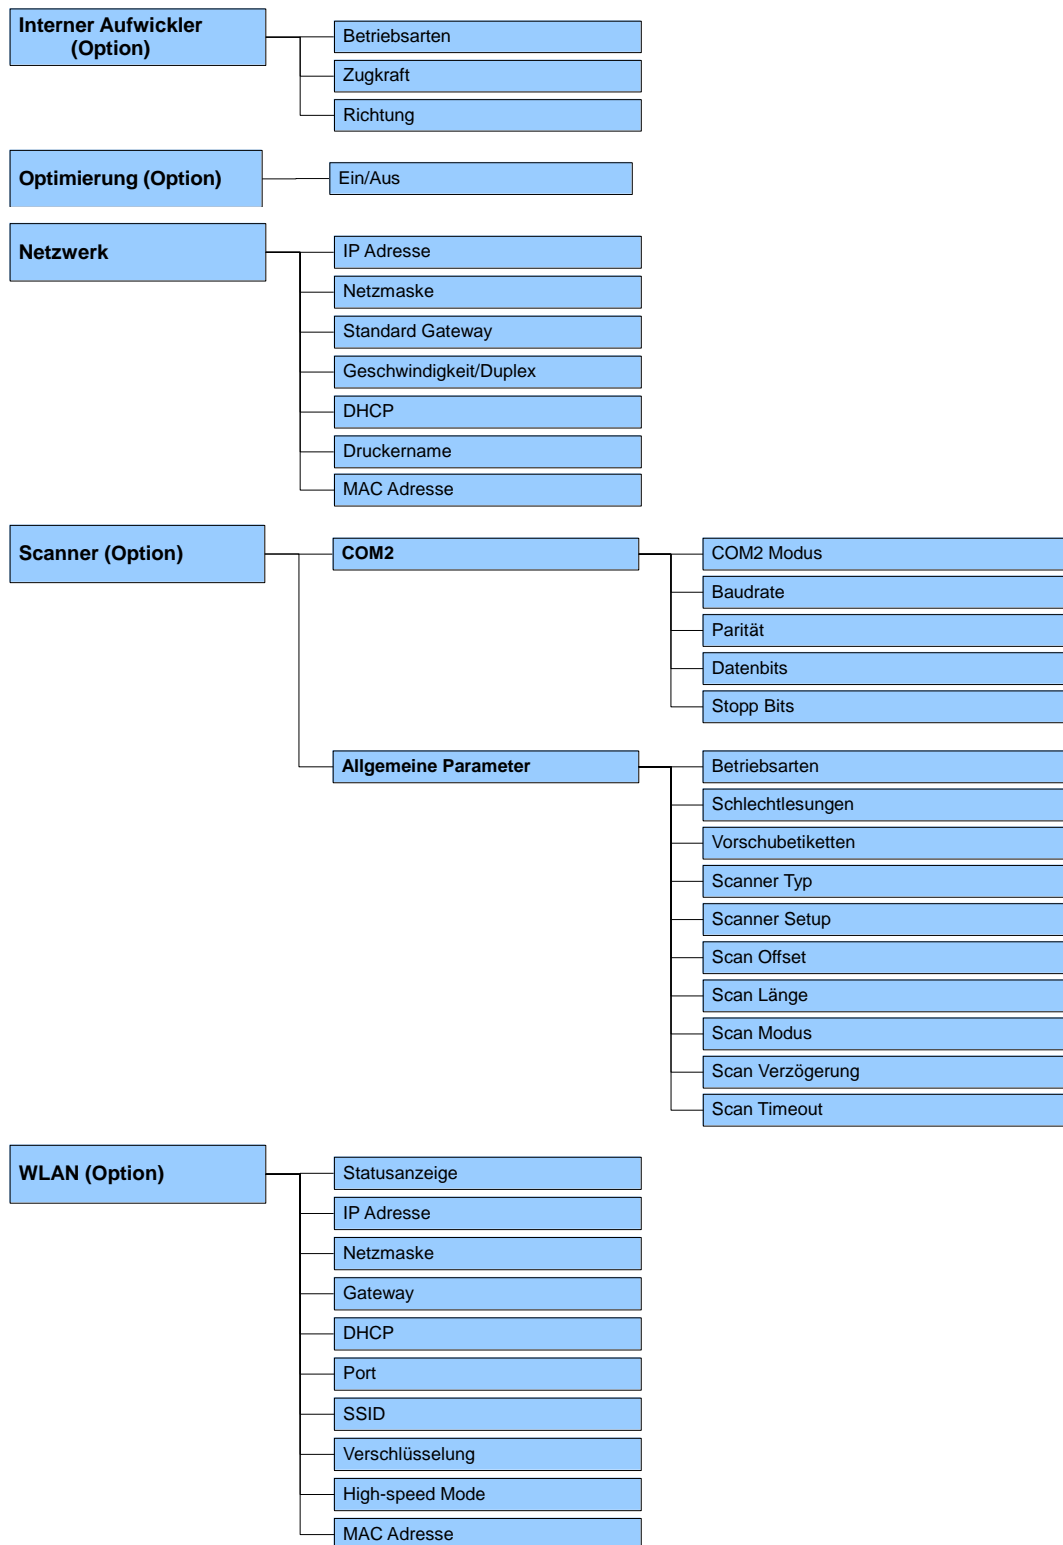 Interner Aufwickler
(Option)
Betriebsarten
Zugkraft
Richtung
Optimierung (Option)
Ein/Aus
Netzwerk
IP Adresse
Netzmaske
Standard Gateway
Geschwindigkeit/Duplex
DHCP
Druckername
MAC Adresse
Scanner (Option)
COM2
COM2 Modus
Baudrate
Parität
Datenbits
Stopp Bits
Allgemeine Parameter
Betriebsarten
Schlechtlesungen
Vorschubetiketten
Scanner Typ
Scanner Setup
Scan Offset
Scan Länge
Scan Modus
Scan Verzögerung
Scan Timeout
WLAN (Option)
Statusanzeige
IP Adresse
Netzmaske
Gateway
DHCP
Port
SSID
Verschlüsselung
High-speed Mode
MAC Adresse